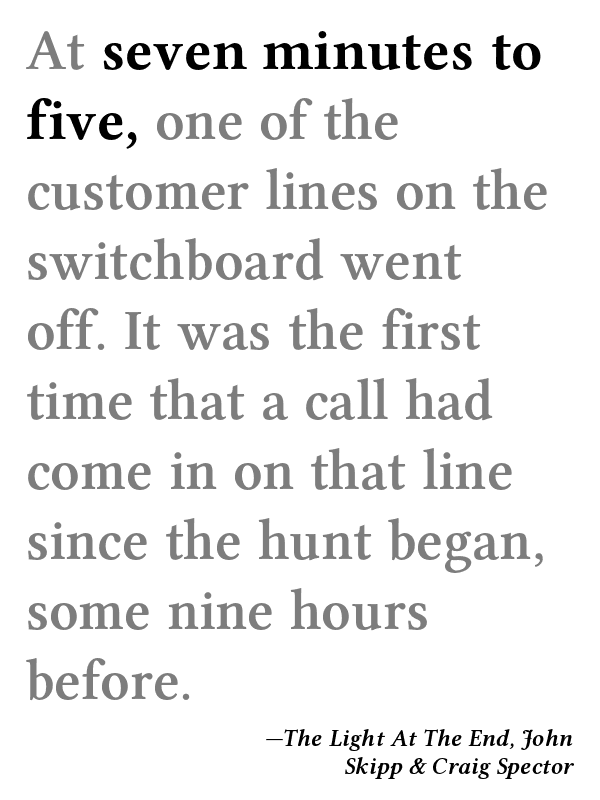 At seven minutes to
five, one of the
customer lines on the
switchboard went
off. It was the first
time that a call had
come in on that line
since the hunt began,
some nine hours
before.
—The Light At The End, John
Skipp & Craig Spector